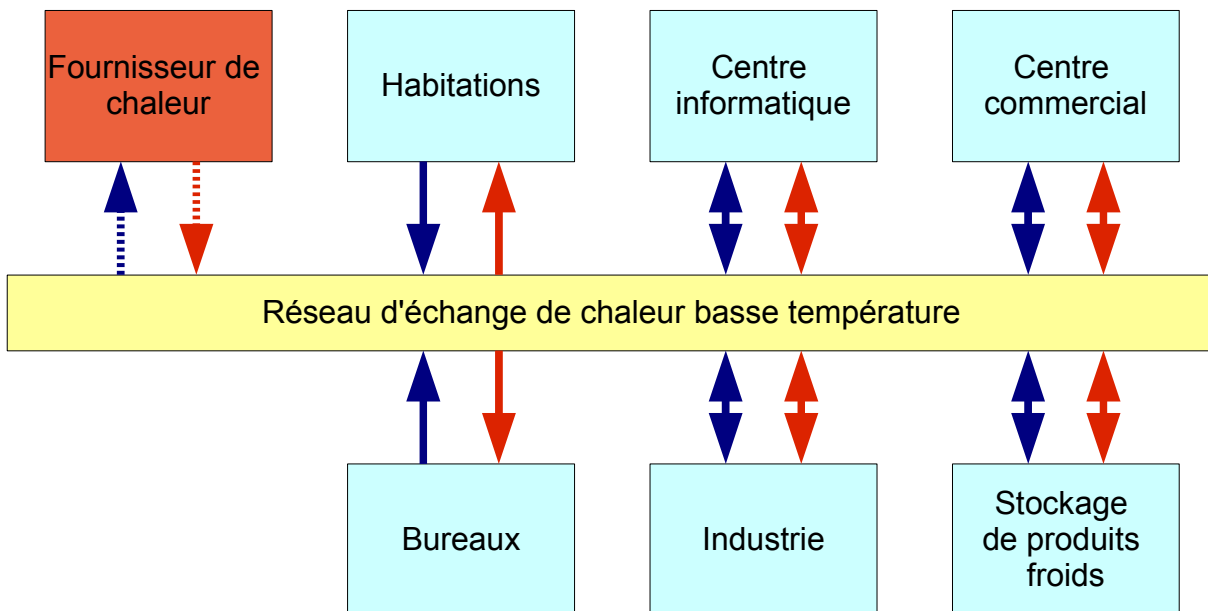 Fournisseur de
chaleur
Habitations
Centre
informatique
Centre
commercial
Réseau d'échange de chaleur basse température
Bureaux
Industrie
Stockage
de produits
froids